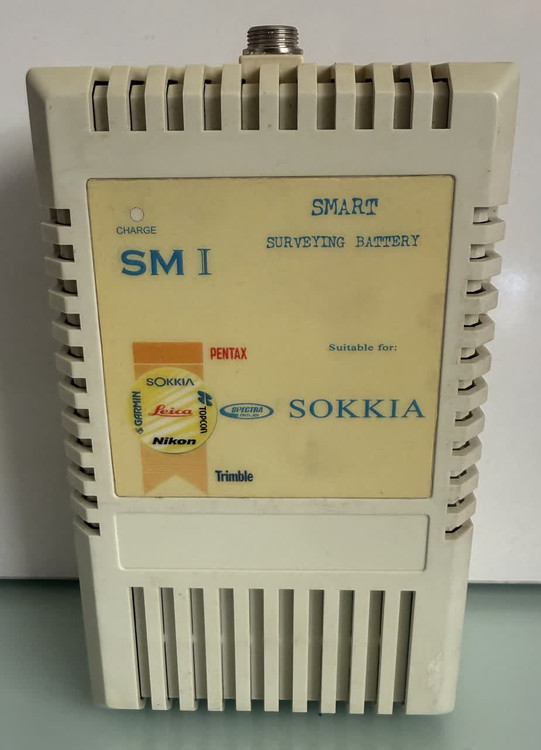 SMART
SURVEYING BATTERY
CHARGE
SM I
PENTAX
Suitable for:
SOKKIA
GARMIN
Leica
TOPCON
Nikon
SPECTRA
SOKKIA
Trimble